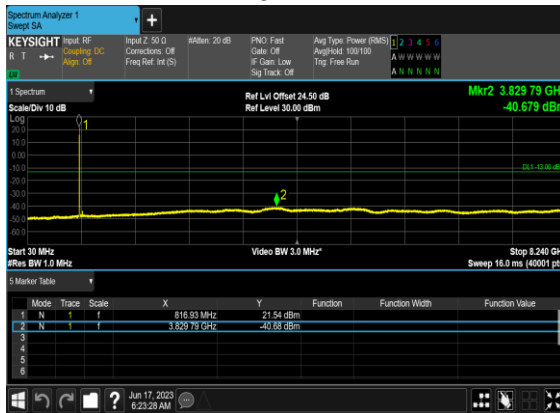 Spectrum Analyzer 1
Swept SA
+
KEYSIGHT Input: RF Input Z: 50 Ω #Atten: 20 dB PNO: Fast Avg Type: Power (RMS) 1 2 3 4 5 6
R T Coupling: DC Corrections: Off Gate: Off Avg|Hold: 100/100 A W W W W W
Align: Off Freq Ref: Int (S) IF Gain: Low Trig: Free Run
Sig Track: Off A N N N N N
1 Spectrum Ref Lvl Offset 24.50 dB Mkr2 3.829 79 GH
Scale/Div 10 dB Ref Level 30.00 dBm -40.679 dBr
Log
20.0 1
10.0
0.00
-10.0 DL1 -13.00 dB
-20.0
-30.0 2
-40.0
-50.0
-60.0
Start 30 MHz Video BW 3.0 MHz* Stop 8.240 GH
#Res BW 1.0 MHz Sweep 16.0 ms (40001 pt
5 Marker Table
Mode Trace Scale X Y Function Function Width Function Value
1 N 1 f 816.93 MHz 21.54 dBm
2 N 1 f 3.829 79 GHz -40.68 dBm
3
4
5
6
? Jun 17, 2023
6:23:28 AM